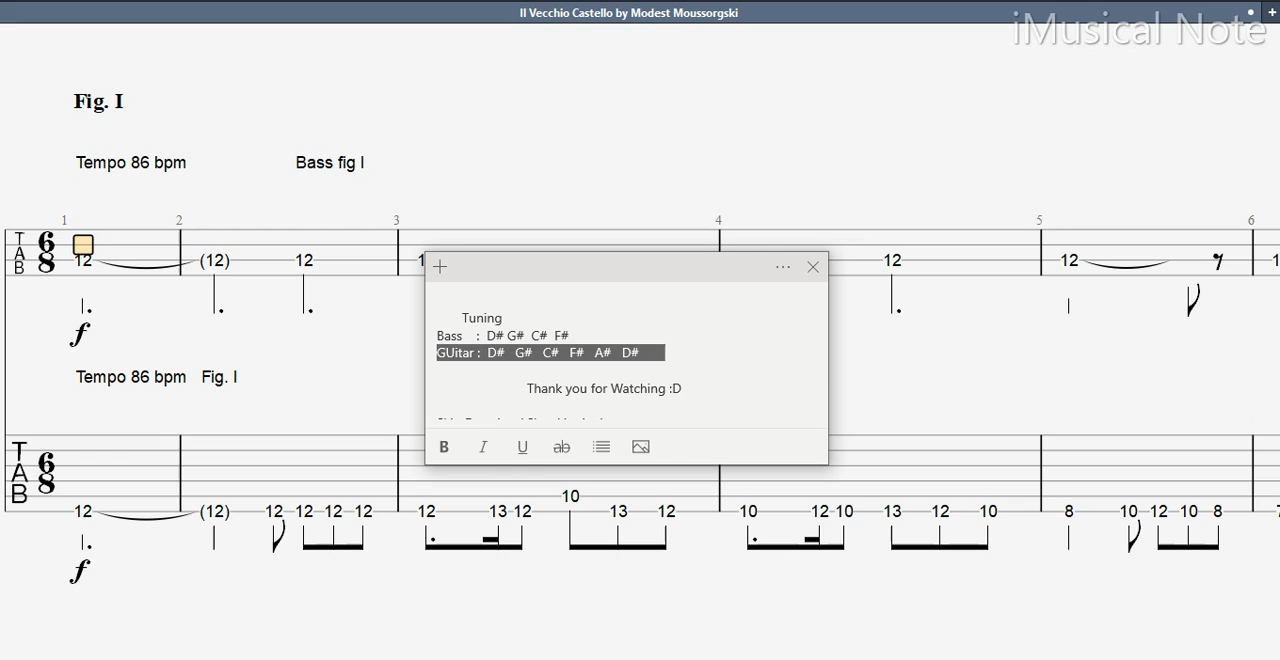 Il Vecchio Castello by Modest Moussorgski
+
iMusical Note
Fig. I
Tempo 86 bpm Bass fig I
1 2 3 4 5 6
T A B 6 8 12 (12) 12 12 12
f
Tuning
Bass : D# G# C# F#
GUitar : D# G# C# F# A# D#
Thank you for Watching :D
B I U ab
Tempo 86 bpm Fig. I
10
T A B 6 8 12 (12) 12 12 12 12 12 13 12 13 12 10 12 10 13 12 10 8 10 12 10 8
f